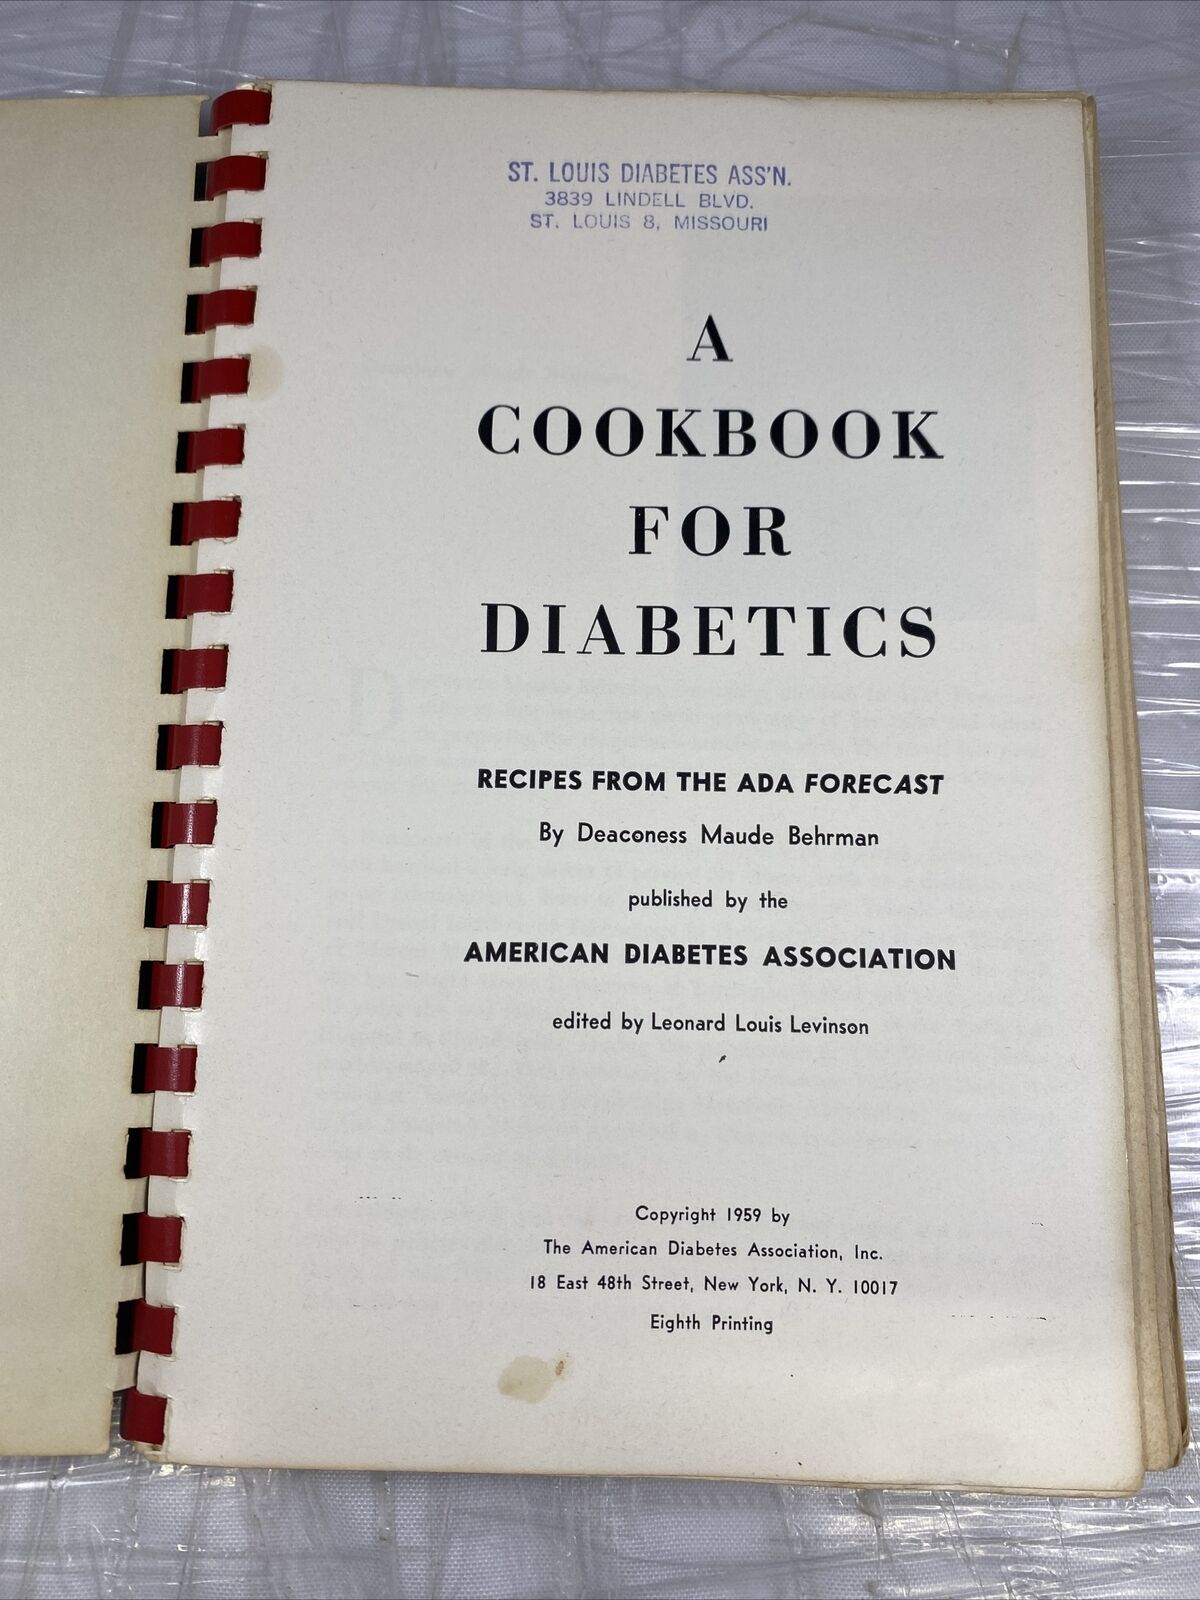 ST. LOUIS DIABETES ASS'N.
3839 LINDELL BLVD.
ST. LOUIS 8, MISSOURI
A
COOKBOOK
FOR
DIABETICS
RECIPES FROM THE ADA FORECAST
By Deaconess Maude Behrman
published by the
AMERICAN DIABETES ASSOCIATION
edited by Leonard Louis Levinson
Copyright 1959 by
The American Diabetes Association, Inc.
18 East 48th Street, New York, N. Y. 10017
Eighth Printing